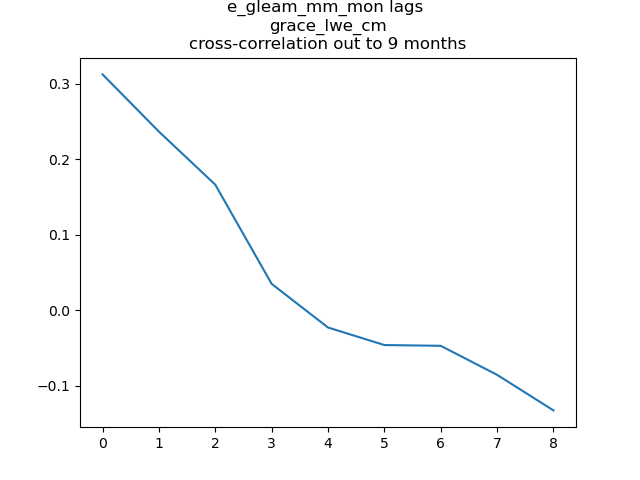 e_gleam_mm_mon lags
grace_lwe_cm
cross-correlation out to 9 months
0.3
0.2
0.1
0.0
−0.1
0 1 2 3 4 5 6 7 8